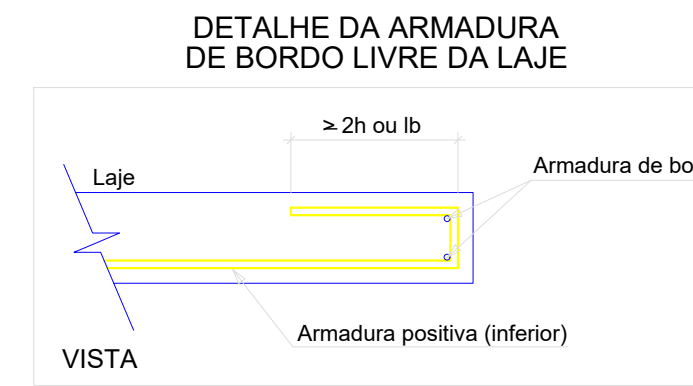 DETALHE DA ARMADURA
DE BORDO LIVRE DA LAJE
≥ 2h ou lb
Laje
Armadura de bo
Armadura positiva (inferior)
VISTA